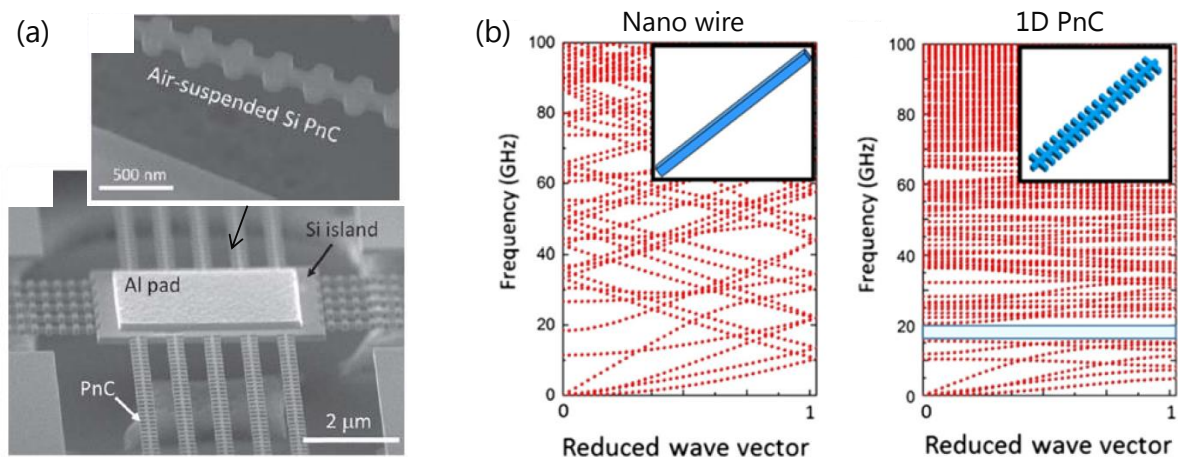 (a)
Air-suspended Si PnC
500 nm
Si island
Al pad
PnC
2 μm
(b)
Nano wire
1D PnC
100
80
60
40
20
0
Frequency (GHz)
0
1
Reduced wave vector
100
80
60
40
20
0
Frequency (GHz)
0
1
Reduced wave vector